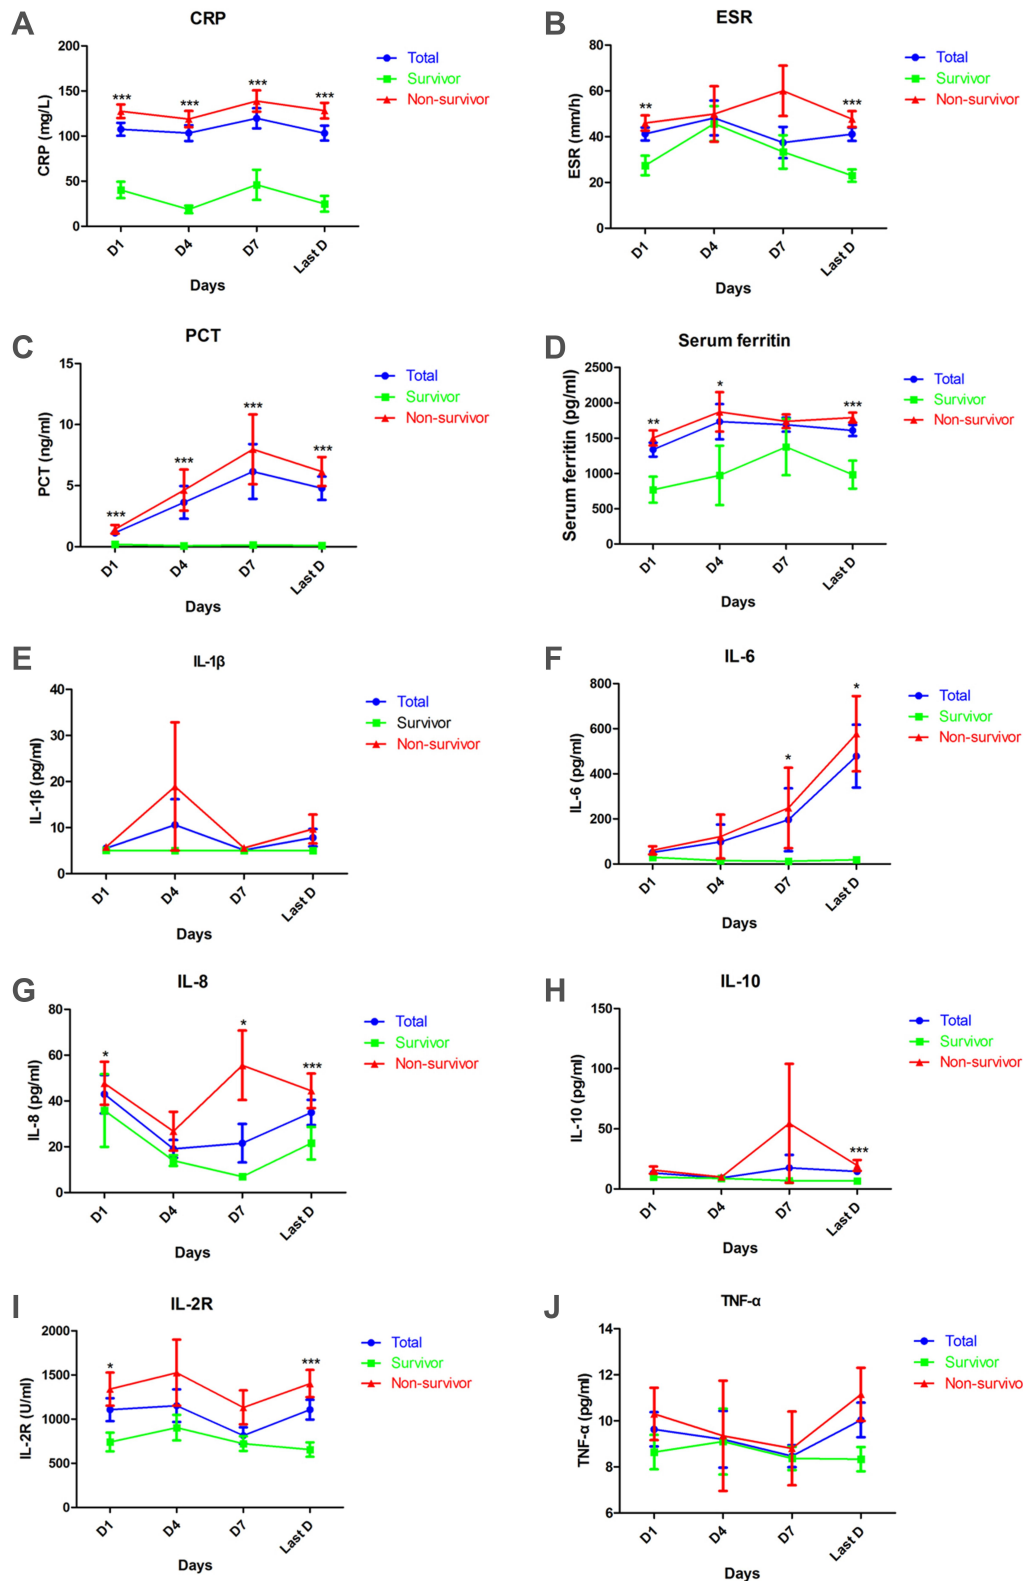 A
CRP
CRP (mg/L)
200
150
100
50
0
*** *** *** ***
D1 D4 D7 Last D
Days
Total
Survivor
Non-survivor
B
ESR
ESR (mm/h)
80
60
40
20
0
** ***
D1 D4 D7 Last D
Days
Total
Survivor
Non-survivor
C
PCT
PCT (ng/ml)
15
10
5
0
*** *** *** ***
D1 D4 D7 Last D
Days
Total
Survivor
Non-survivor
D
Serum ferritin
Serum ferritin (pg/ml)
2500
2000
1500
1000
500
0
** * ***
D1 D4 D7 Last D
Days
Total
Survivor
Non-survivor
E
IL-1β
IL-1β (pg/ml)
40
30
20
10
0
D1 D4 D7 Last D
Days
Total
Survivor
Non-survivor
F
IL-6
IL-6 (pg/ml)
800
600
400
200
0
* *
D1 D4 D7 Last D
Days
Total
Survivor
Non-survivor
G
IL-8
IL-8 (pg/ml)
80
60
40
20
0
* * ***
D1 D4 D7 Last D
Days
Total
Survivor
Non-survivor
H
IL-10
IL-10 (pg/ml)
150
100
50
0
***
D1 D4 D7 Last D
Days
Total
Survivor
Non-survivor
I
IL-2R
IL-2R (U/ml)
2000
1500
1000
500
0
* ***
D1 D4 D7 Last D
Days
Total
Survivor
Non-survivor
J
TNF-α
TNF-α (pg/ml)
14
12
10
8
6
D1 D4 D7 Last D
Days
Total
Survivor
Non-survivo